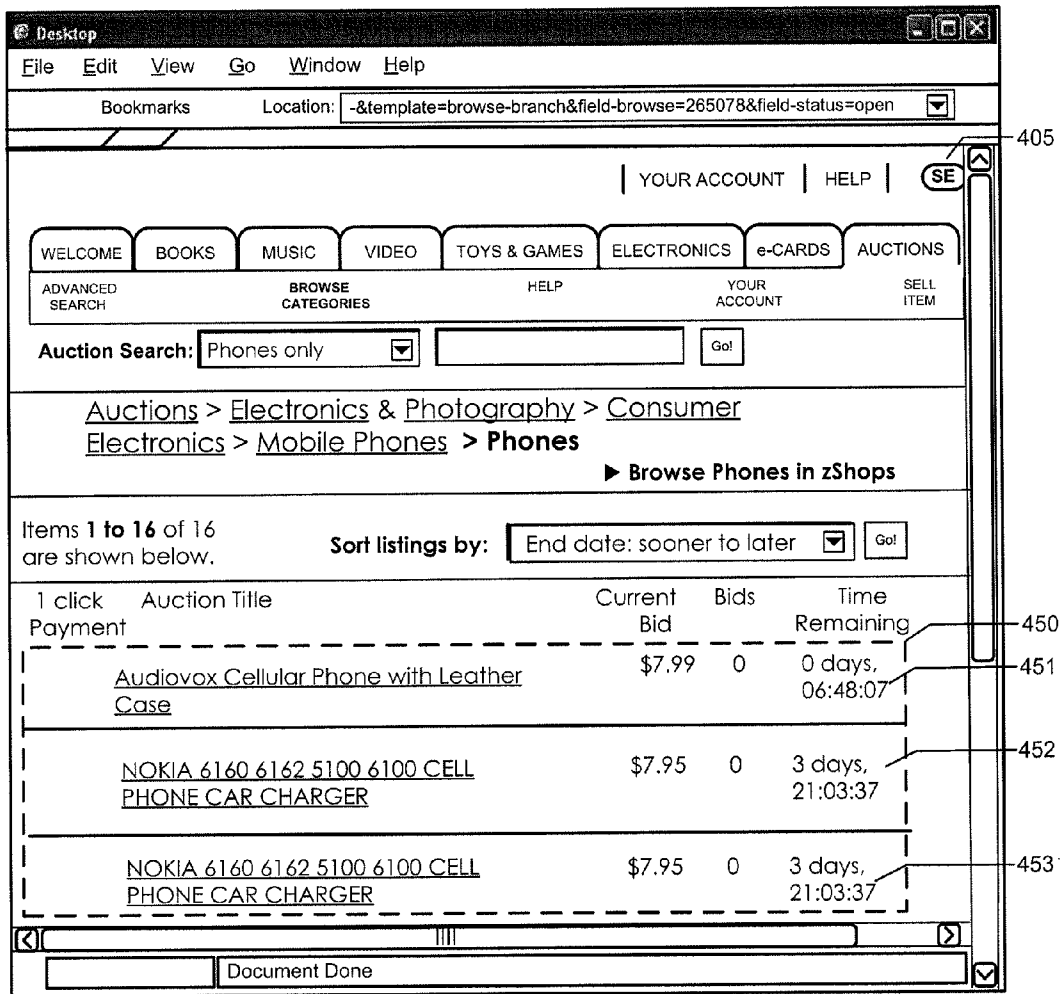 Desktop
File Edit View Go Window Help
Bookmarks Location: -&template=browse-branch&field-browse=265078&field-status=open
405
YOUR ACCOUNT HELP SE
WELCOME BOOKS MUSIC VIDEO TOYS & GAMES ELECTRONICS e-CARDS AUCTIONS
ADVANCED BROWSE HELP YOUR SELL
SEARCH CATEGORIES ACCOUNT ITEM
Auction Search: Phones only Go!
Auctions > Electronics & Photography > Consumer
Electronics > Mobile Phones > Phones
▶ Browse Phones in zShops
Items 1 to 16 of 16
are shown below. Sort listings by: End date: sooner to later Go!
1 click Auction Title Current Bids Time
Payment Bid Remaining
450
Audiovox Cellular Phone with Leather $7.99 0 0 days,
Case 06:48:07
451
NOKIA 6160 6162 5100 6100 CELL $7.95 0 3 days,
PHONE CAR CHARGER 21:03:37
452
NOKIA 6160 6162 5100 6100 CELL $7.95 0 3 days,
PHONE CAR CHARGER 21:03:37
453
Document Done